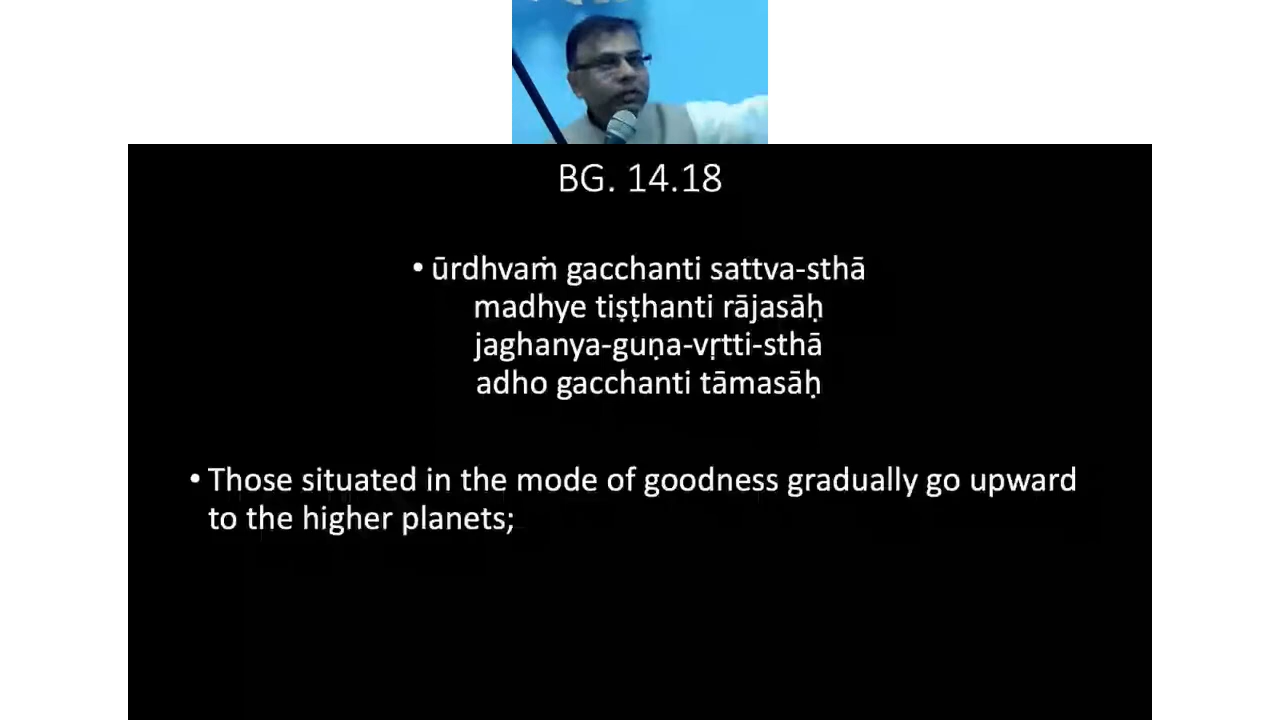 BG. 14.18
• ūrdhvaṁ gacchanti sattva-sthā
madhye tiṣṭhanti rājasāḥ
jaghanya-guṇa-vṛtti-sthā
adho gacchanti tāmasāḥ
• Those situated in the mode of goodness gradually go upward
to the higher planets;